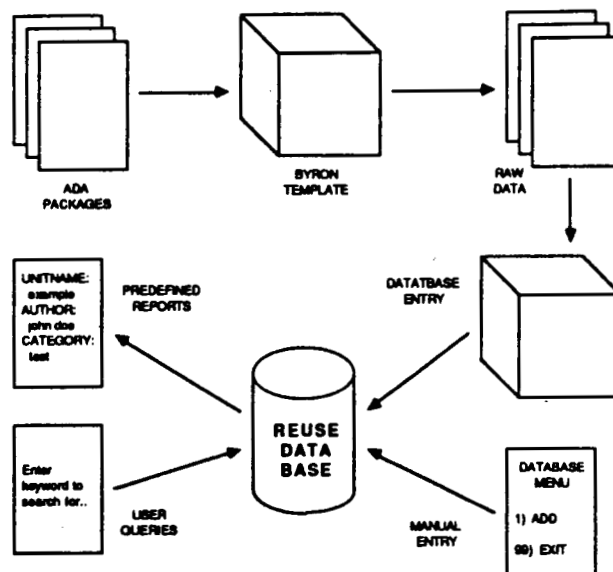 ADA
PACKAGES
BYRON
TEMPLATE
RAW
DATA
UNITNAME:
example
AUTHOR:
john doe
CATEGORY:
test
PREDEFINED
REPORTS
DATATBASE
ENTRY
REUSE
DATA
BASE
Enter
keyword to
search for..
USER
QUERIES
MANUAL
ENTRY
DATABASE
MENU
1) ADD
99) EXIT